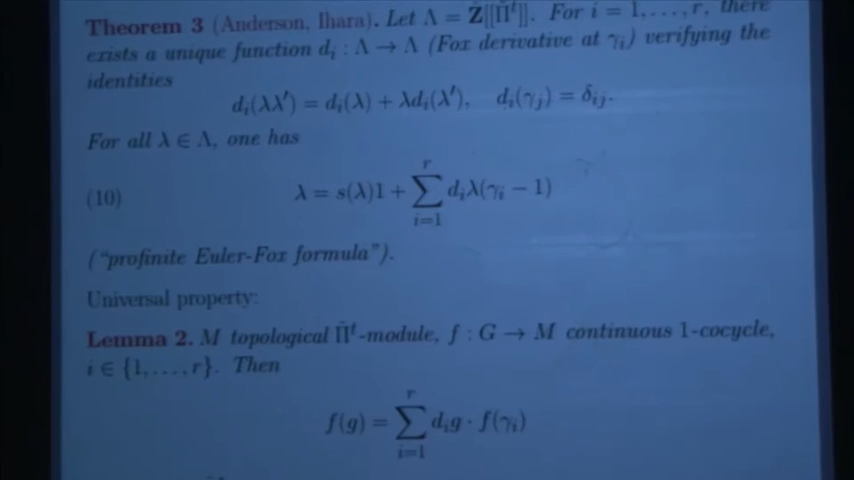 Theorem 3 (Anderson, Ihara). Let Λ = Ẑ[[Π̂^t]]. For i = 1, . . . , r, there
exists a unique function d_i : Λ → Λ (Fox derivative at γ_i) verifying the
identities
d_i(λλ′) = d_i(λ) + λd_i(λ′), d_i(γ_j) = δ_ij.
For all λ ∈ Λ, one has
(10) λ = s(λ)1 + ∑_{i=1}^{r} d_iλ(γ_i − 1)
("profinite Euler-Fox formula").
Universal property:
Lemma 2. M topological Π̂^t-module, f : G → M continuous 1-cocycle,
i ∈ {1, . . . , r}. Then
f(g) = ∑_{i=1}^{r} d_ig · f(γ_i)